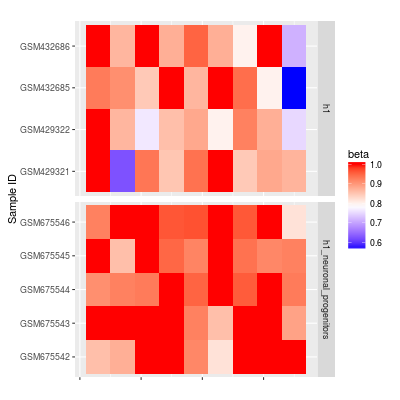 Sample ID
GSM432686
GSM432685
GSM429322
GSM429321
h1
GSM675546
GSM675545
GSM675544
GSM675543
GSM675542
h1_neuronal_progenitors
beta
1.0
0.9
0.8
0.7
0.6